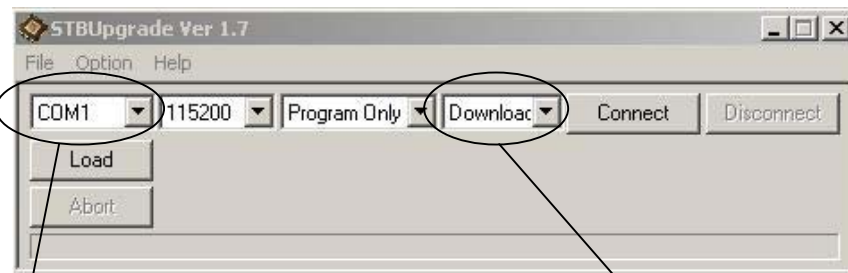 STBUpgrade Ver 1.7
File Option Help
COM1 115200 Program Only Downloac Connect Disconnect
Load
Abort